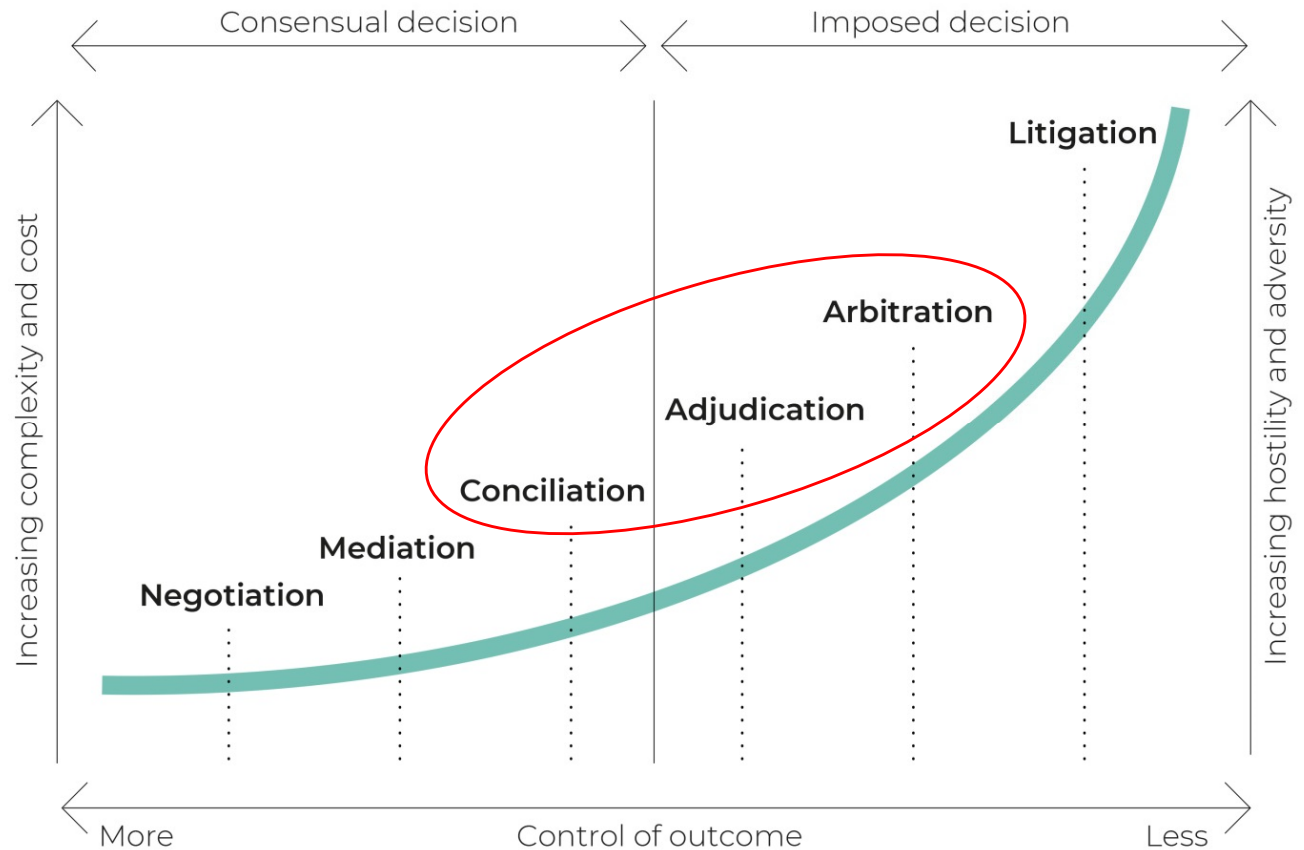 Consensual decision
Imposed decision
Litigation
Arbitration
Adjudication
Conciliation
Mediation
Negotiation
Increasing complexity and cost
Increasing hostility and adversity
More
Control of outcome
Less